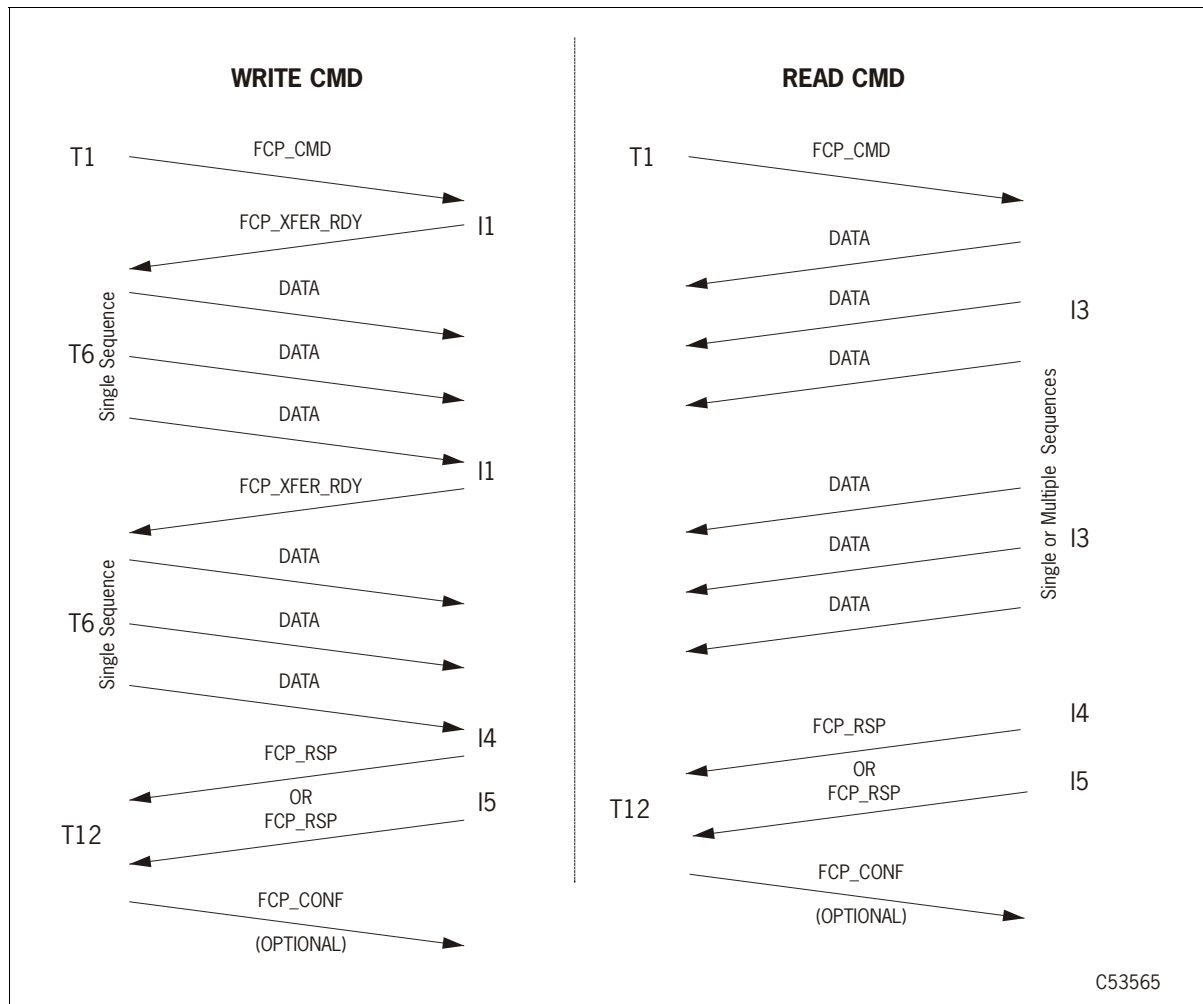 WRITE CMD
T1
FCP_CMD
FCP_XFER_RDY
I1
DATA
Single Sequence
T6
DATA
DATA
I1
FCP_XFER_RDY
DATA
Single Sequence
T6
DATA
DATA
I4
FCP_RSP
OR
I5
FCP_RSP
T12
FCP_CONF
(OPTIONAL)
READ CMD
T1
FCP_CMD
DATA
DATA
I3
DATA
Single or Multiple Sequences
DATA
DATA
I3
DATA
I4
FCP_RSP
OR
I5
FCP_RSP
T12
FCP_CONF
(OPTIONAL)
C53565